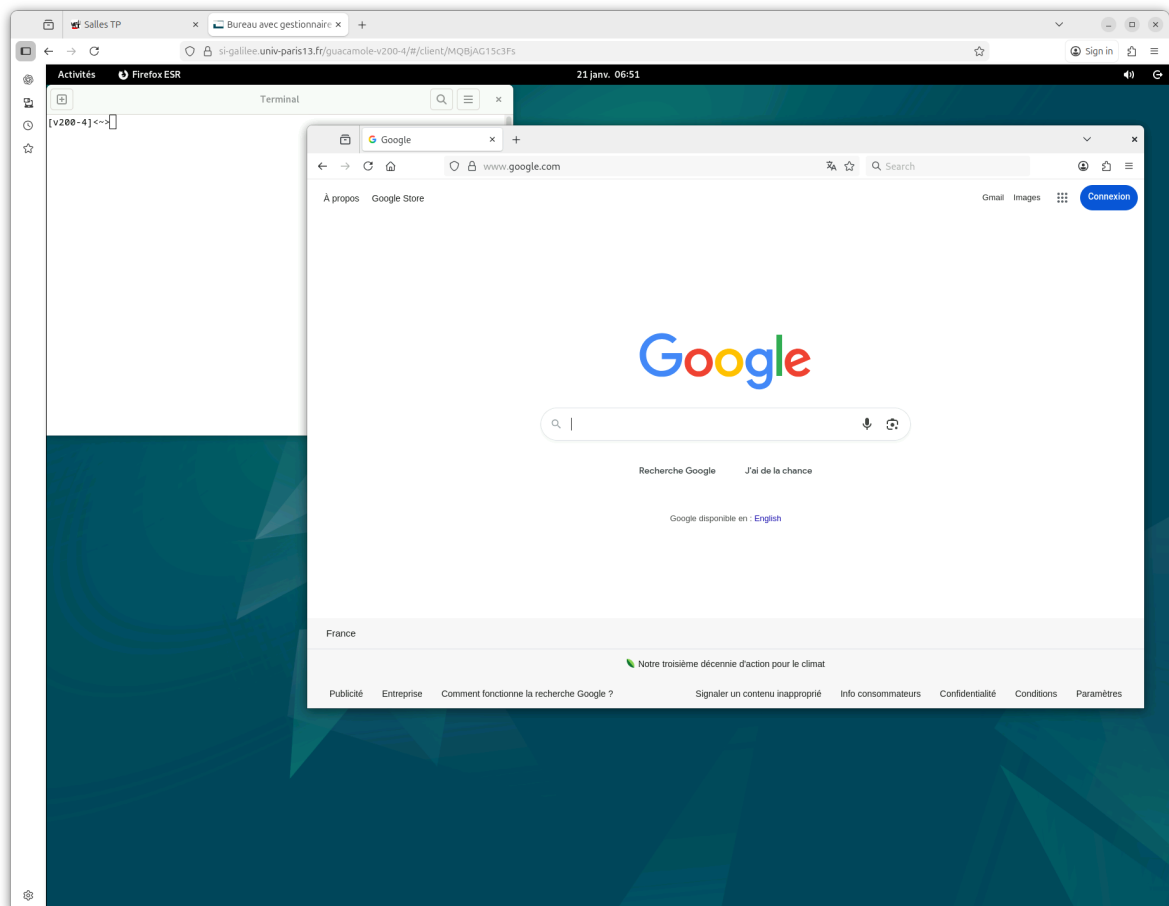 Salles TP
Bureau avec gestionnaire
si-galilee.univ-paris13.fr/guacamole-v200-4/#/client/MQBjAG15c3Fs
Sign in
Activités Firefox ESR 21 janv. 06:51
Terminal
[v200-4]<~>
Google
www.google.com
Search
À propos Google Store Gmail Images Connexion
Google
Recherche Google J'ai de la chance
Google disponible en : English
France
Notre troisième décennie d'action pour le climat
Publicité Entreprise Comment fonctionne la recherche Google ? Signaler un contenu inapproprié Info consommateurs Confidentialité Conditions Paramètres